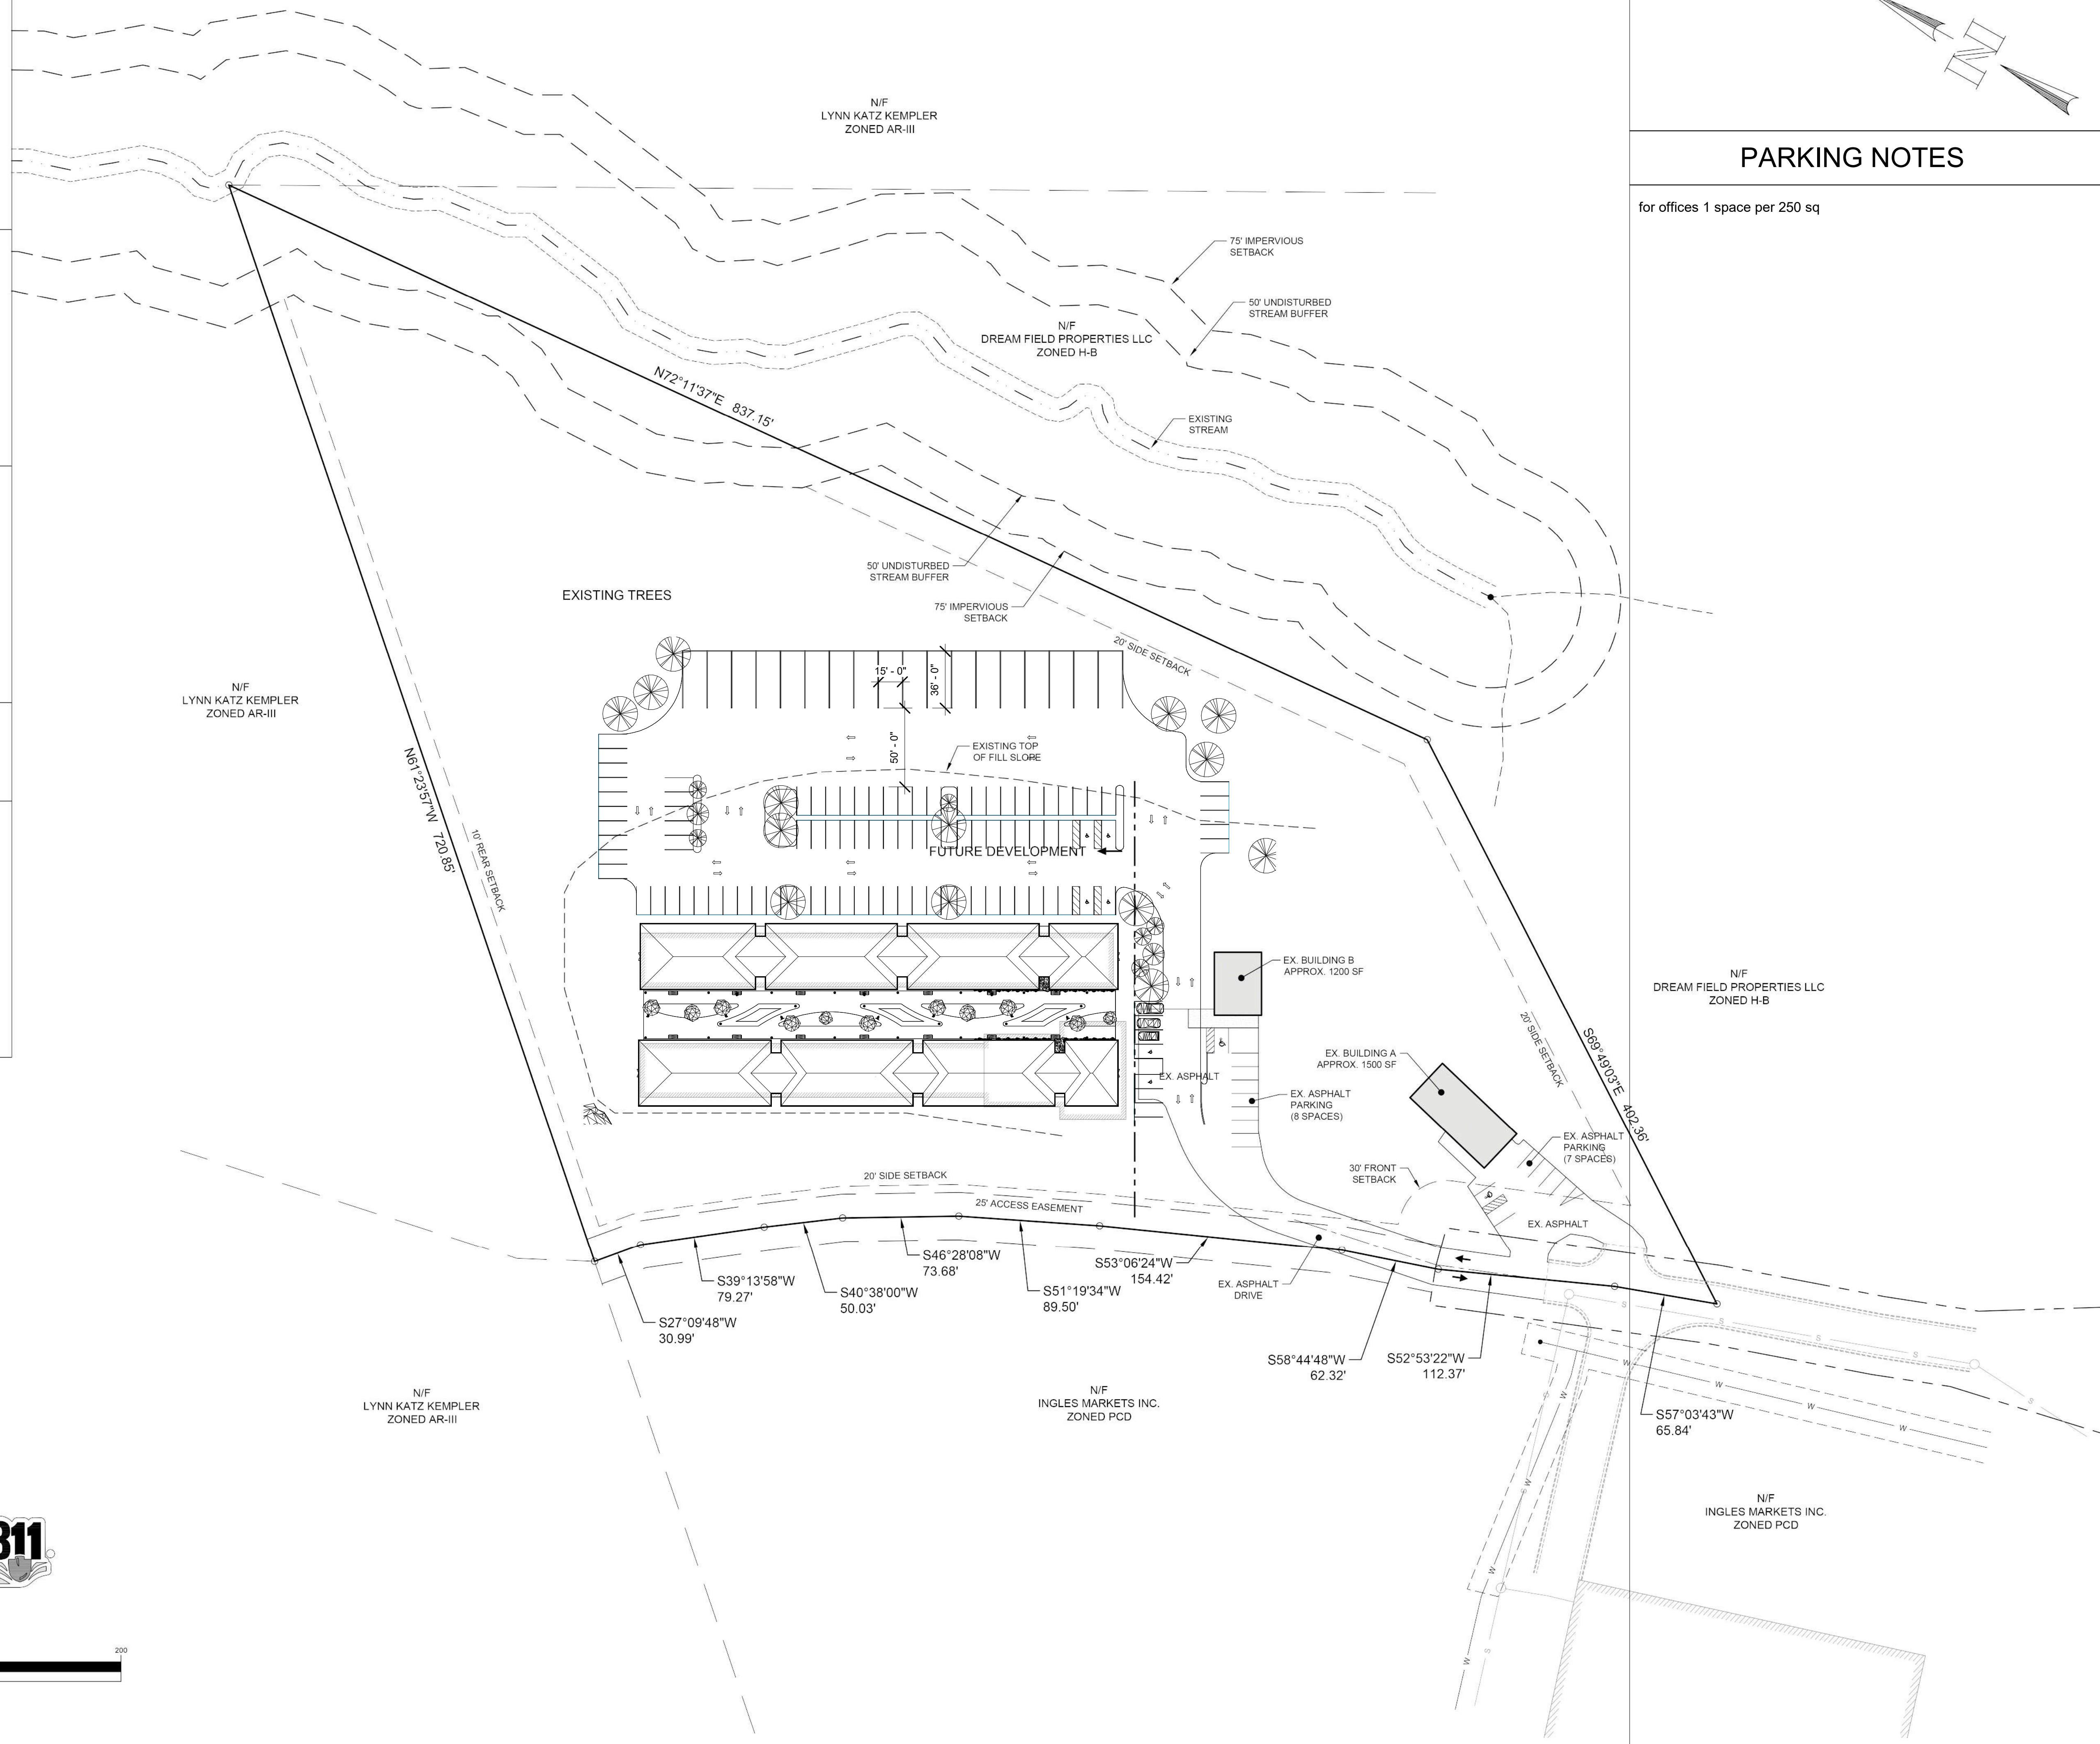 N
PARKING NOTES
for offices 1 space per 250 sq
N/F
LYNN KATZ KEMPLER
ZONED AR-III
75' IMPERVIOUS
SETBACK
50' UNDISTURBED
STREAM BUFFER
N/F
DREAM FIELD PROPERTIES LLC
ZONED H-B
N72°11'37"E 837.15'
EXISTING
STREAM
50' UNDISTURBED
STREAM BUFFER
75' IMPERVIOUS
SETBACK
EXISTING TREES
20' SIDE SETBACK
15' - 0"
36' - 0"
50' - 0"
N/F
LYNN KATZ KEMPLER
ZONED AR-III
N61°23'57"W 720.85'
10' REAR SETBACK
EXISTING TOP
OF FILL SLOPE
FUTURE DEVELOPMENT
EX. BUILDING B
APPROX. 1200 SF
N/F
DREAM FIELD PROPERTIES LLC
ZONED H-B
20' SIDE SETBACK
S69°49'03"E 402.36'
EX. BUILDING A
APPROX. 1500 SF
EX. ASPHALT
EX. ASPHALT
PARKING
(8 SPACES)
EX. ASPHALT
PARKING
(7 SPACES)
30' FRONT
SETBACK
20' SIDE SETBACK
25' ACCESS EASEMENT
EX. ASPHALT
S27°09'48"W
30.99'
S39°13'58"W
79.27'
S40°38'00"W
50.03'
S46°28'08"W
73.68'
S51°19'34"W
89.50'
S53°06'24"W
154.42'
EX. ASPHALT
DRIVE
S58°44'48"W
62.32'
S52°53'22"W
112.37'
S57°03'43"W
65.84'
S
S
S
S
S
W
W
W
W
W
W
W
W
S
S
S
N/F
LYNN KATZ KEMPLER
ZONED AR-III
N/F
INGLES MARKETS INC.
ZONED PCD
N/F
INGLES MARKETS INC.
ZONED PCD
811
200